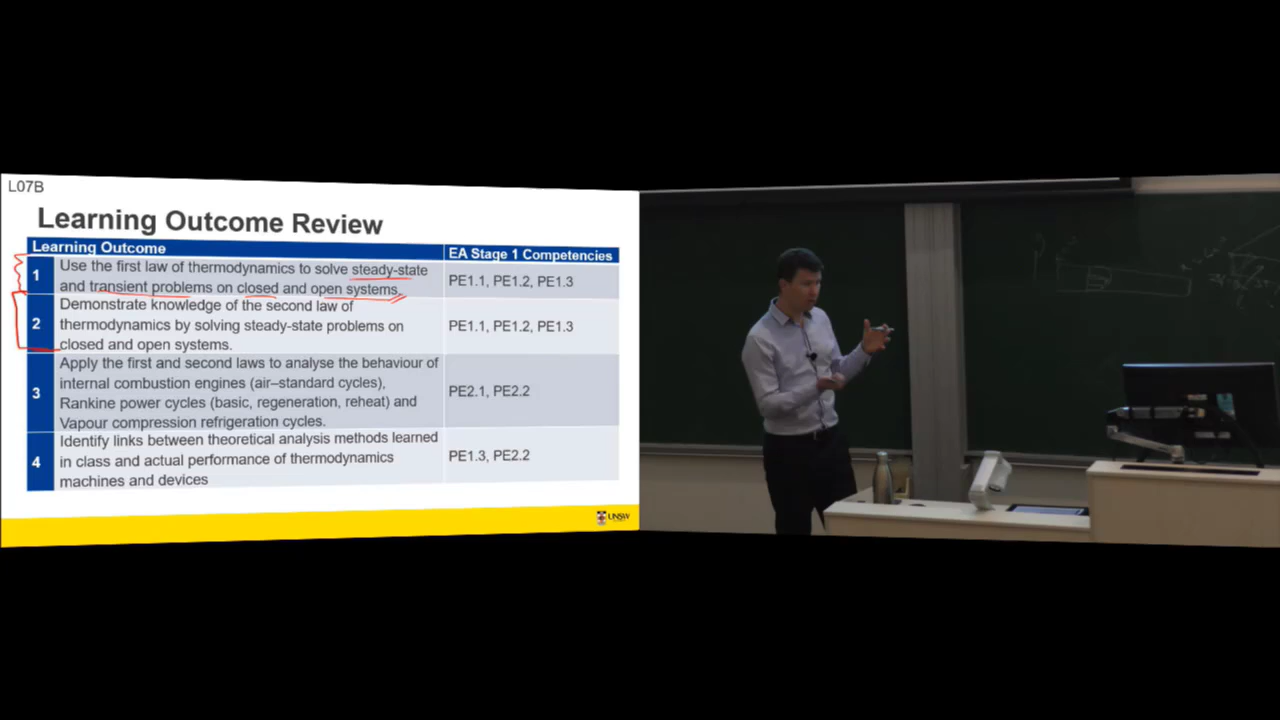 L07B
Learning Outcome Review
Learning Outcome
EA Stage 1 Competencies
1
Use the first law of thermodynamics to solve steady-state
and transient problems on closed and open systems.
PE1.1, PE1.2, PE1.3
2
Demonstrate knowledge of the second law of
thermodynamics by solving steady-state problems on
closed and open systems.
PE1.1, PE1.2, PE1.3
3
Apply the first and second laws to analyse the behaviour of
internal combustion engines (air–standard cycles),
Rankine power cycles (basic, regeneration, reheat) and
Vapour compression refrigeration cycles.
PE2.1, PE2.2
4
Identify links between theoretical analysis methods learned
in class and actual performance of thermodynamics
machines and devices
PE1.3, PE2.2
UNSW